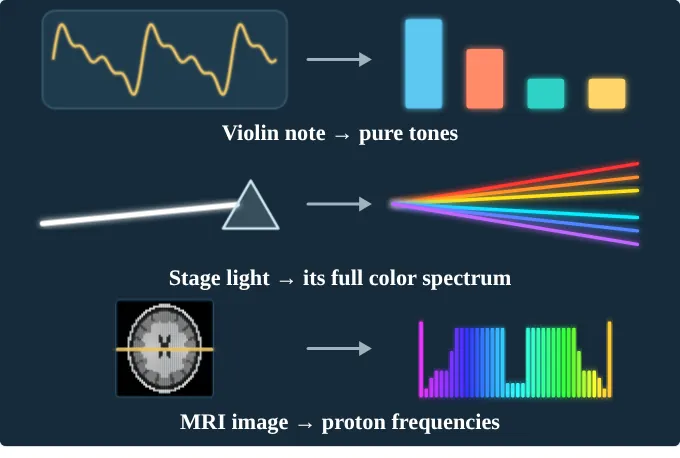 Violin note → pure tones
Stage light → its full color spectrum
MRI image → proton frequencies